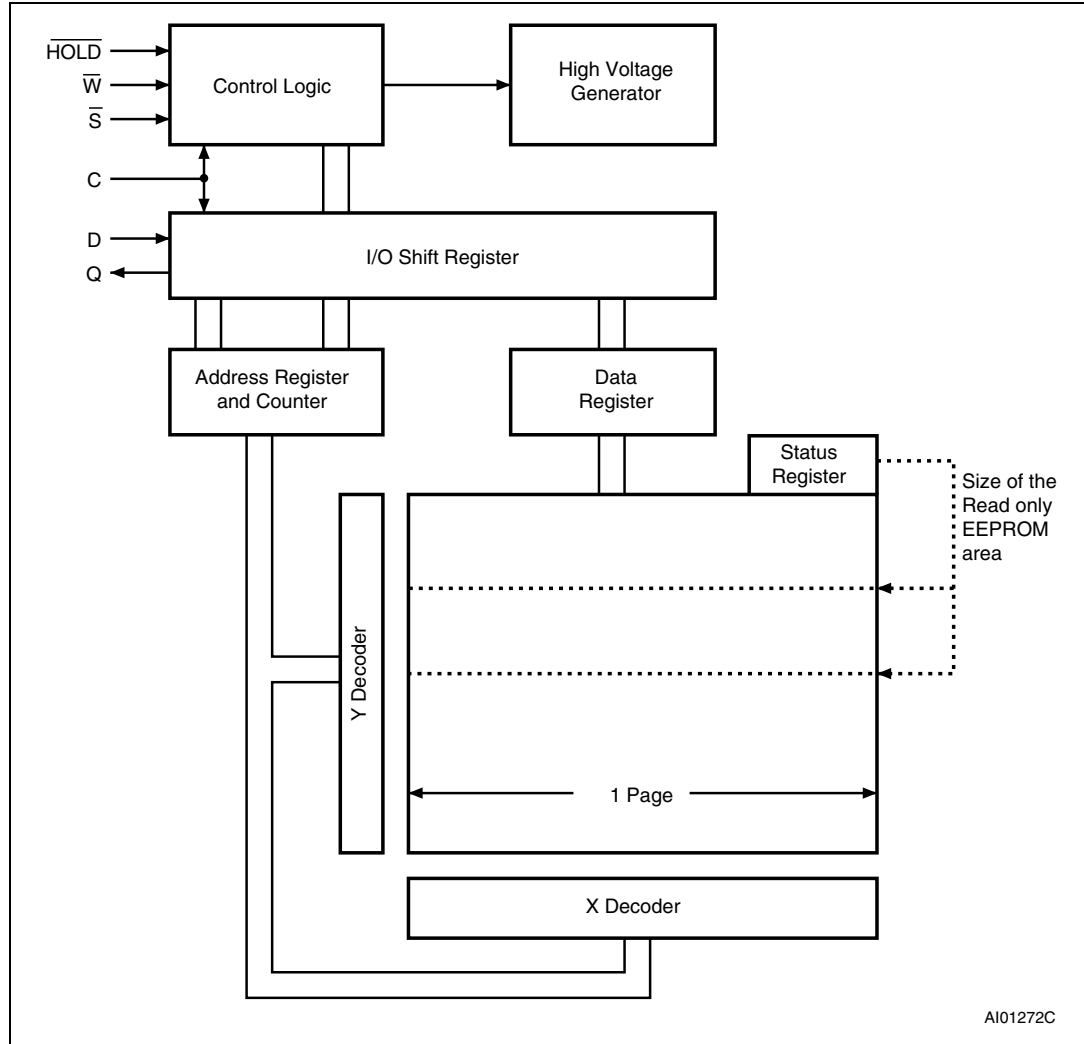 H̅O̅L̅D̅
W̅
S̅
C
D
Q
Control Logic
High Voltage
Generator
I/O Shift Register
Address Register
and Counter
Data
Register
Status
Register
Size of the
Read only
EEPROM
area
Y Decoder
1 Page
X Decoder
AI01272C